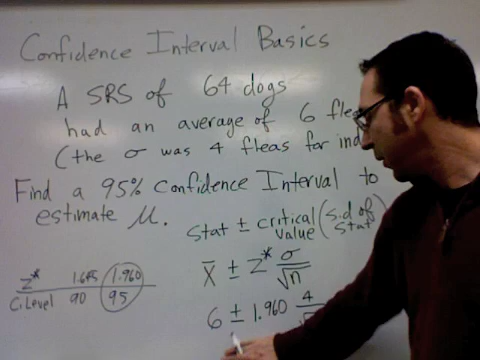 Confidence Interval Basics
A SRS of 64 dogs
had an average of 6
(the σ was 4 fleas for
Find a 95% Confidence Interval to
estimate μ.
stat ± critical value (s.d of stat
x̄ ± z* σ/√n
z* 1.645 1.960
C.Level 90 95
6 ± 1.960 4/√